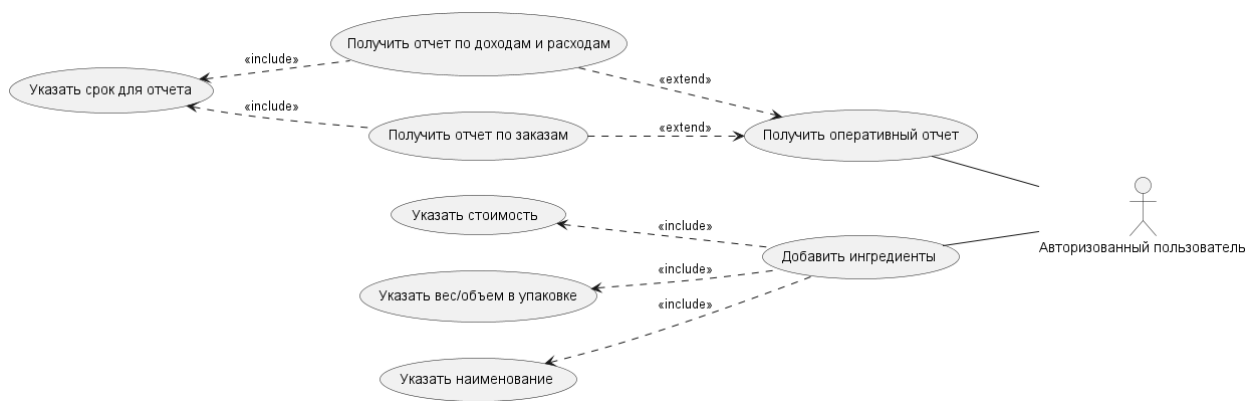 Получить отчет по доходам и расходам
«include»
«extend»
Указать срок для отчета
«include»
Получить отчет по заказам
«extend»
Получить оперативный отчет
Указать стоимость
«include»
Добавить ингредиенты
Авторизованный пользователь
«include»
Указать вес/объем в упаковке
«include»
Указать наименование